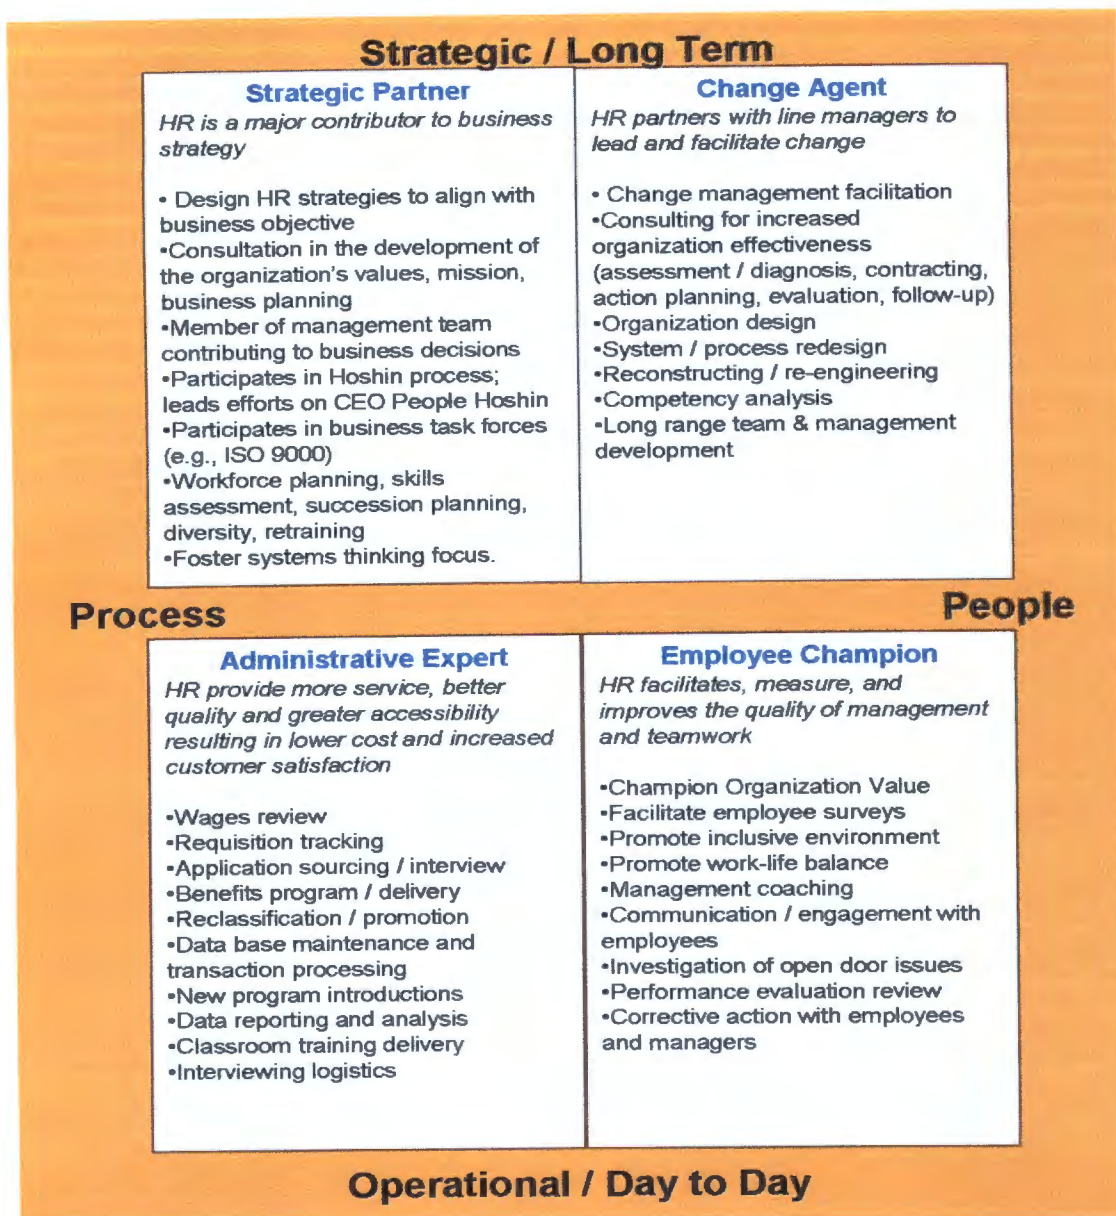 Strategic / Long Term
Strategic Partner
HR is a major contributor to business
strategy
• Design HR strategies to align with
business objective
•Consultation in the development of
the organization's values, mission,
business planning
•Member of management team
contributing to business decisions
•Participates in Hoshin process;
leads efforts on CEO People Hoshin
•Participates in business task forces
(e.g., ISO 9000)
•Workforce planning, skills
assessment, succession planning,
diversity, retraining
•Foster systems thinking focus.
Change Agent
HR partners with line managers to
lead and facilitate change
• Change management facilitation
•Consulting for increased
organization effectiveness
(assessment / diagnosis, contracting,
action planning, evaluation, follow-up)
•Organization design
•System / process redesign
•Reconstructing / re-engineering
•Competency analysis
•Long range team & management
development
Process
People
Administrative Expert
HR provide more service, better
quality and greater accessibility
resulting in lower cost and increased
customer satisfaction
•Wages review
•Requisition tracking
•Application sourcing / interview
•Benefits program / delivery
•Reclassification / promotion
•Data base maintenance and
transaction processing
•New program introductions
•Data reporting and analysis
•Classroom training delivery
•Interviewing logistics
Employee Champion
HR facilitates, measure, and
improves the quality of management
and teamwork
•Champion Organization Value
•Facilitate employee surveys
•Promote inclusive environment
•Promote work-life balance
•Management coaching
•Communication / engagement with
employees
•Investigation of open door issues
•Performance evaluation review
•Corrective action with employees
and managers
Operational / Day to Day